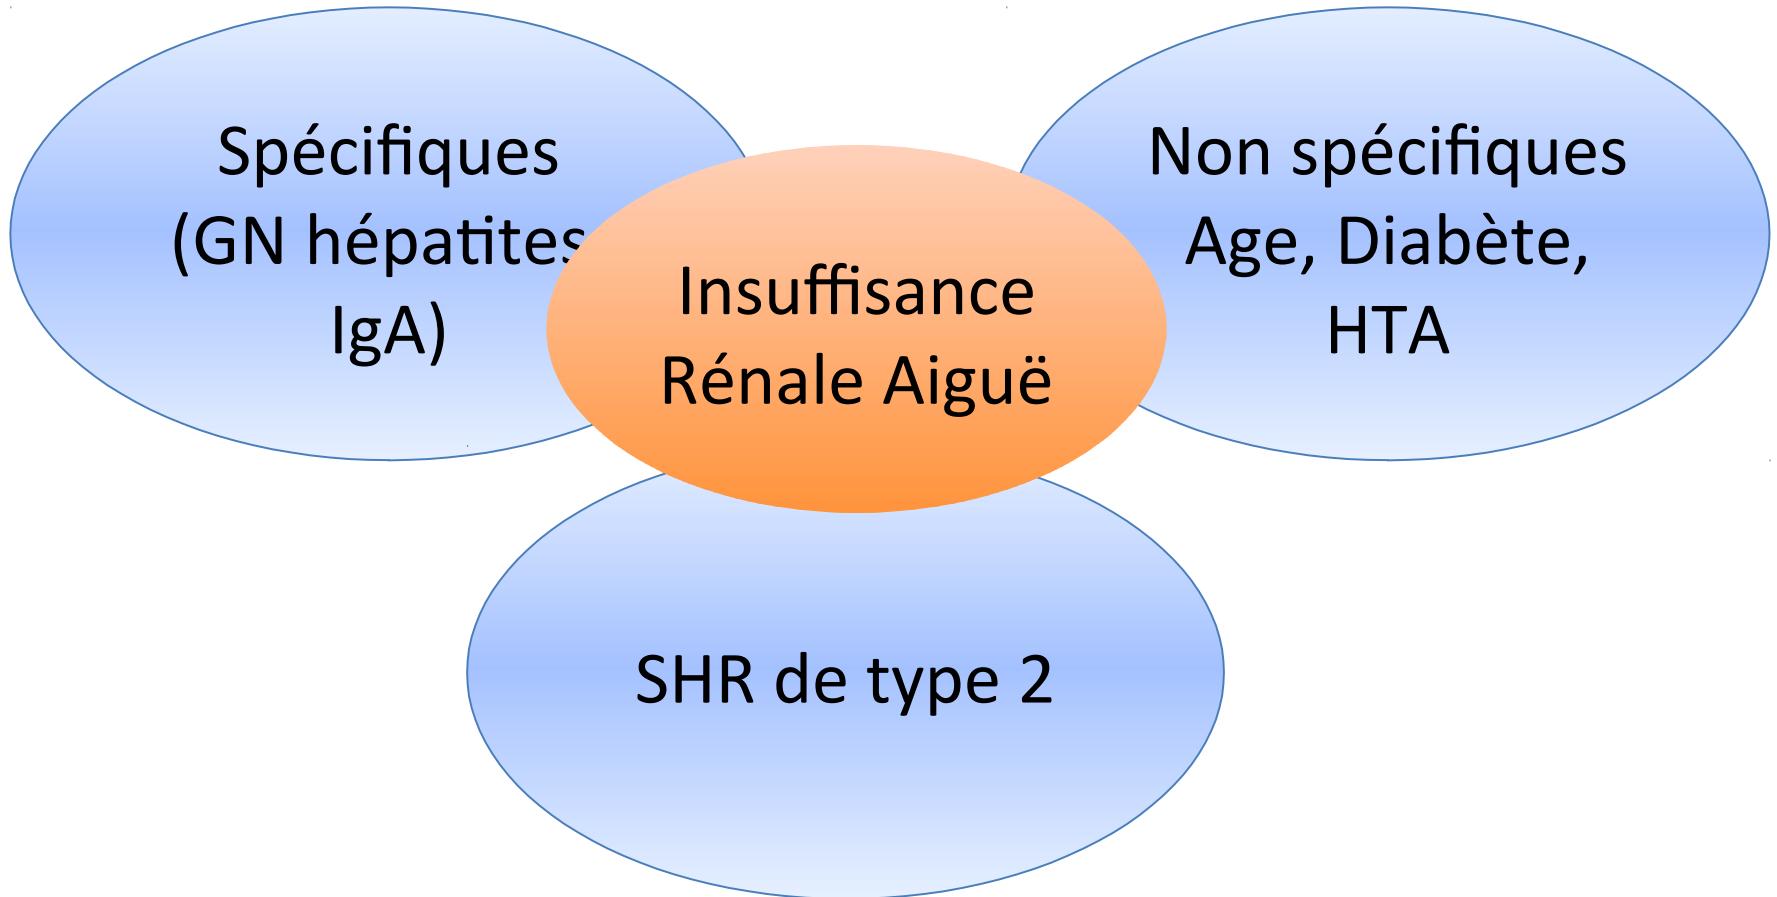 Spécifiques
(GN hépatites
IgA)
Insuffisance
Rénale Aiguë
Non spécifiques
Age, Diabète,
HTA
SHR de type 2